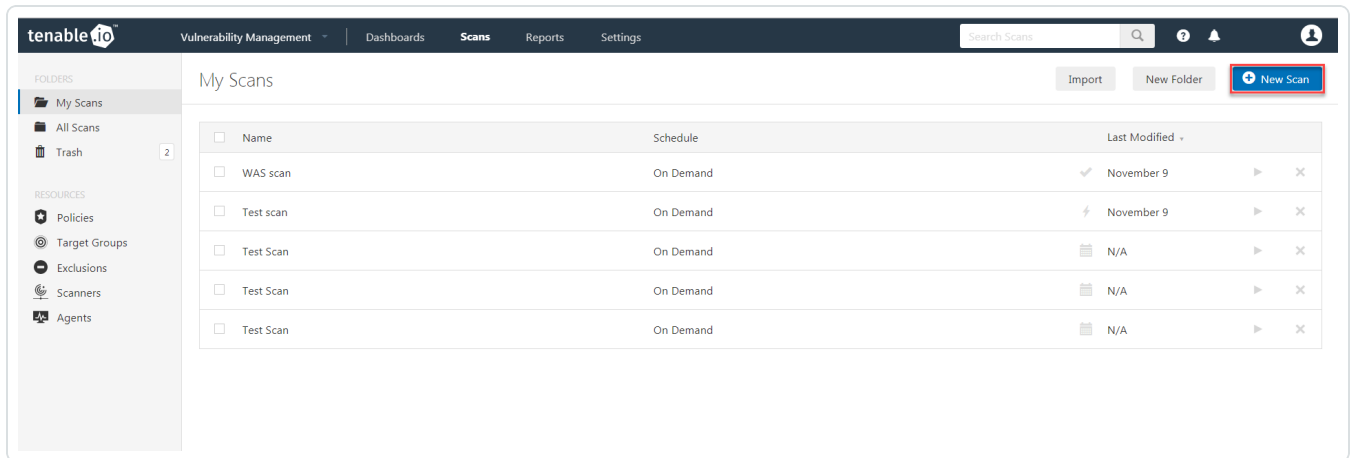 tenable.io™ Vulnerability Management Dashboards Scans Reports Settings Search Scans
FOLDERS
My Scans
All Scans
Trash 2
RESOURCES
Policies
Target Groups
Exclusions
Scanners
Agents
My Scans Import New Folder New Scan
Name Schedule Last Modified
WAS scan On Demand November 9
Test scan On Demand November 9
Test Scan On Demand N/A
Test Scan On Demand N/A
Test Scan On Demand N/A